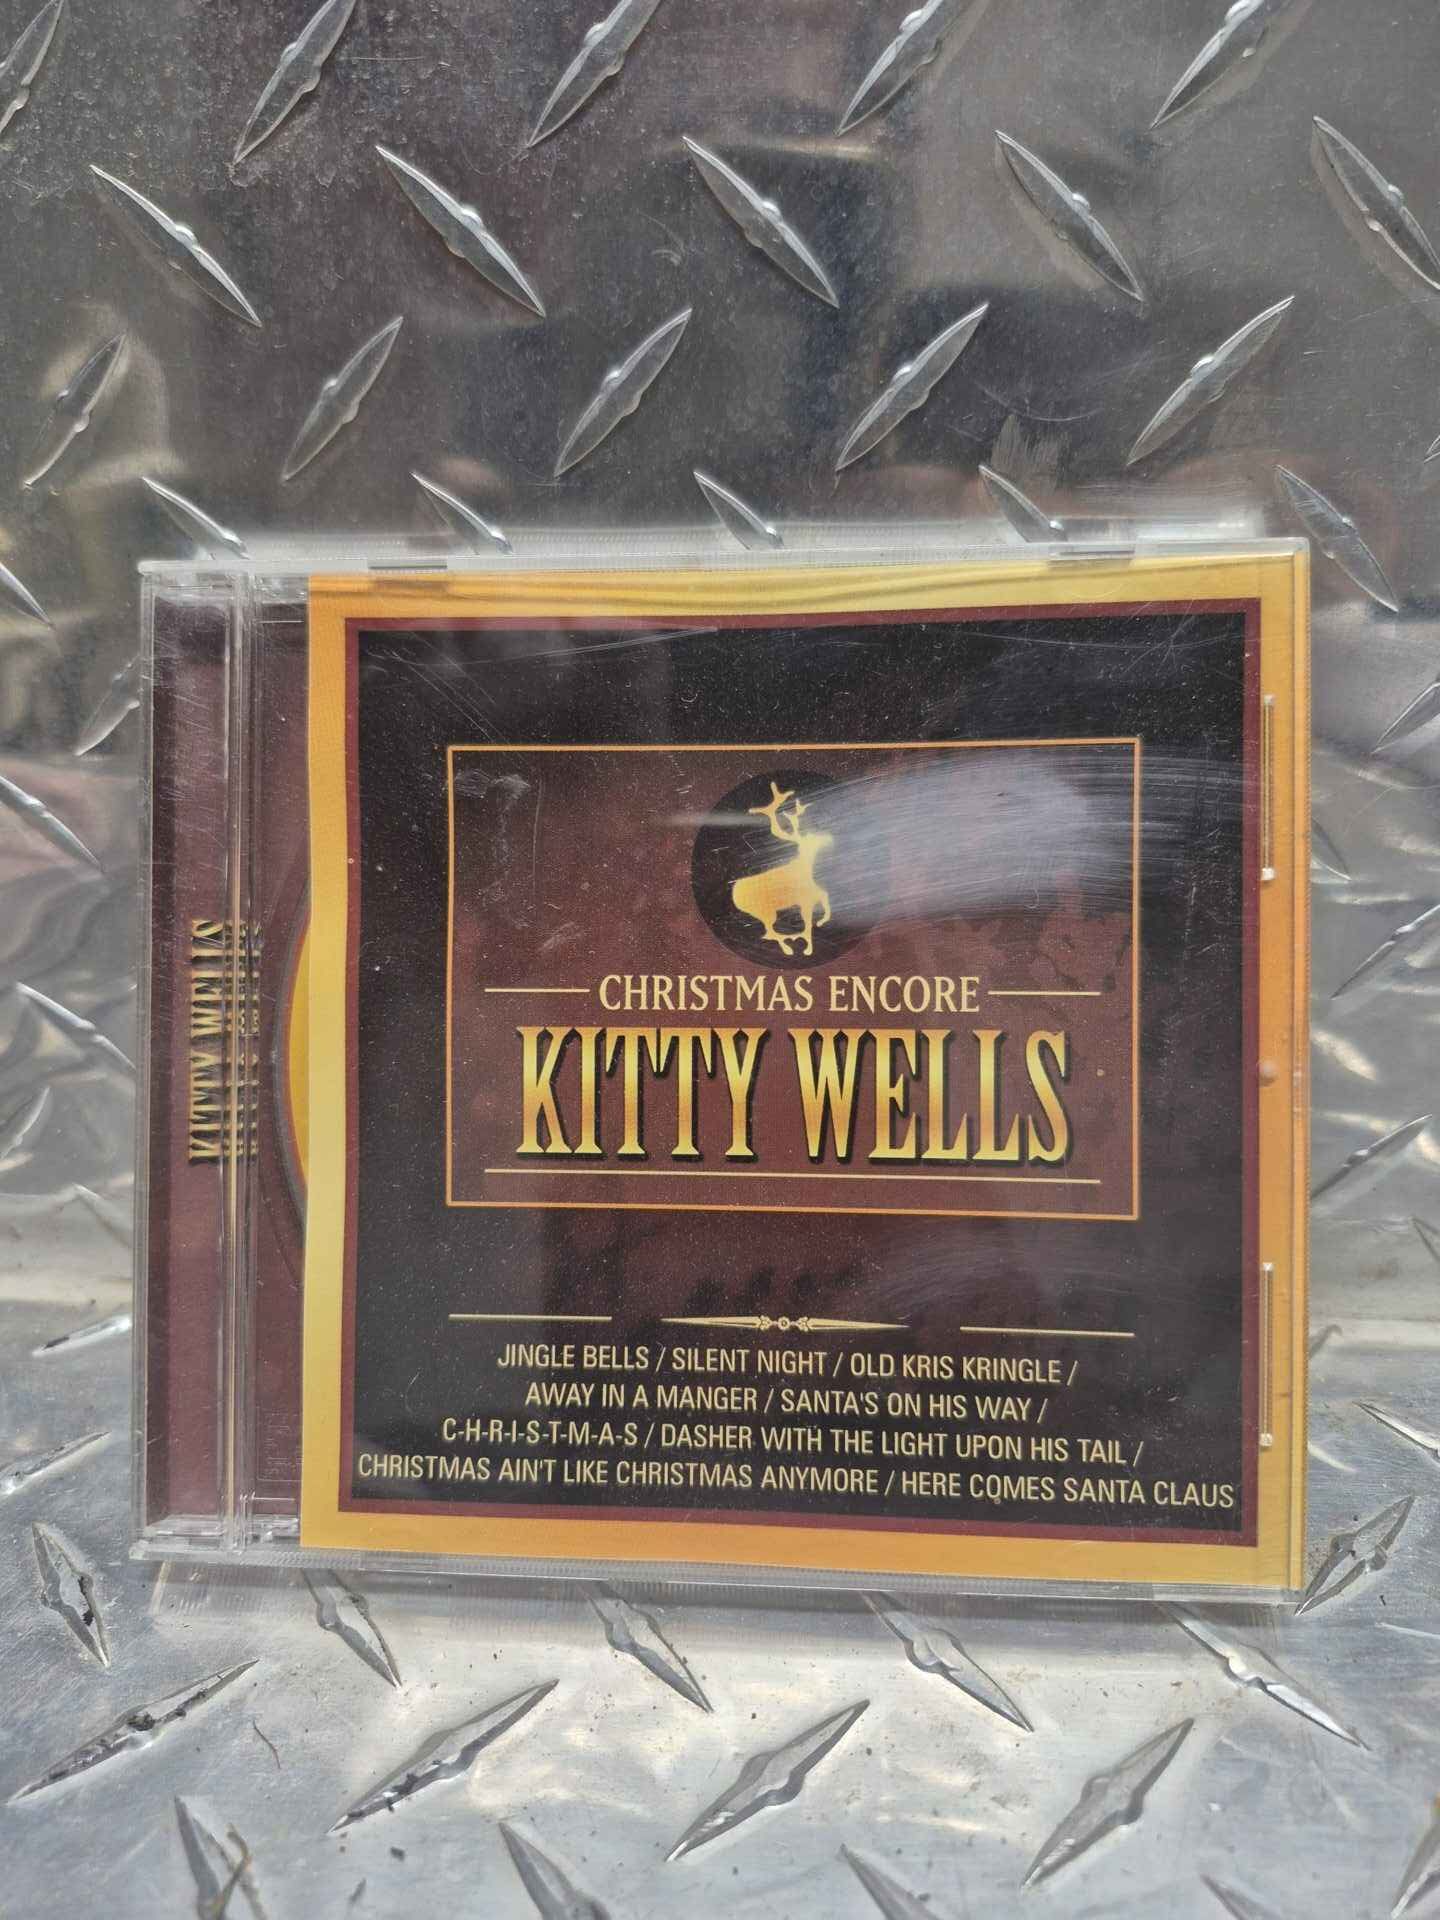 KITTY WELLS
CHRISTMAS ENCORE
KITTY WELLS
JINGLE BELLS / SILENT NIGHT / OLD KRIS KRINGLE /
AWAY IN A MANGER / SANTA'S ON HIS WAY /
C-H-R-I-S-T-M-A-S / DASHER WITH THE LIGHT UPON HIS TAIL /
CHRISTMAS AIN'T LIKE CHRISTMAS ANYMORE / HERE COMES SANTA CLAUS